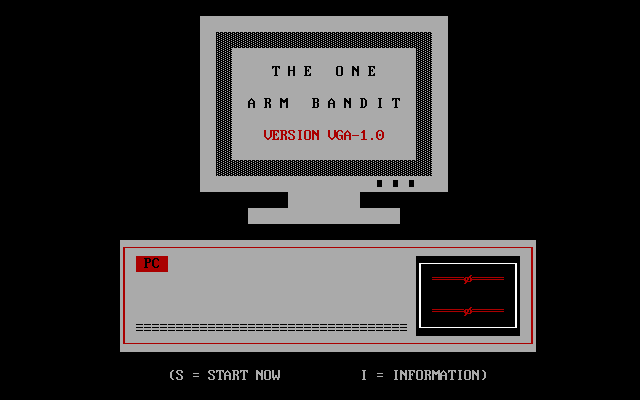 THE ONE
ARM BANDIT
VERSION VGA-1.0
PC
(S = START NOW I = INFORMATION)